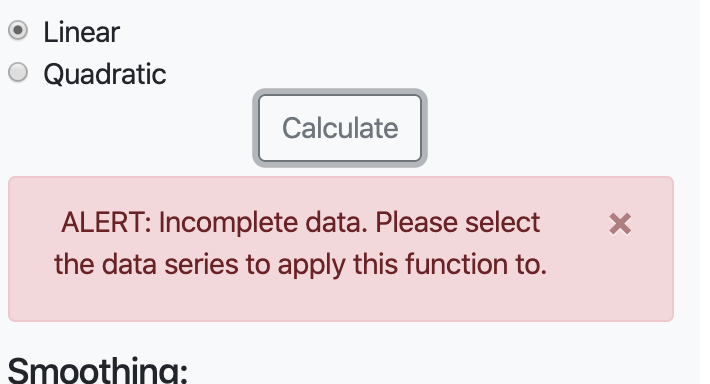 Linear
Quadratic
Calculate
ALERT: Incomplete data. Please select
the data series to apply this function to.
Smoothing: